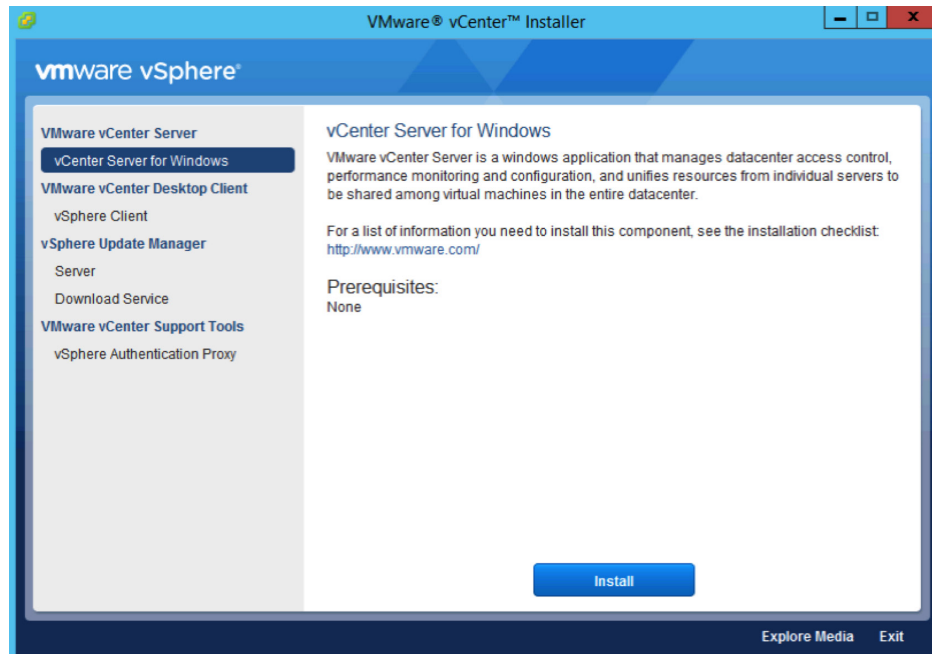 VMware® vCenter™ Installer
vmware vSphere®
VMware vCenter Server
vCenter Server for Windows
VMware vCenter Desktop Client
vSphere Client
vSphere Update Manager
Server
Download Service
VMware vCenter Support Tools
vSphere Authentication Proxy
vCenter Server for Windows
VMware vCenter Server is a windows application that manages datacenter access control,
performance monitoring and configuration, and unifies resources from individual servers to
be shared among virtual machines in the entire datacenter.
For a list of information you need to install this component, see the installation checklist:
http://www.vmware.com/
Prerequisites:
None
Install
Explore Media Exit